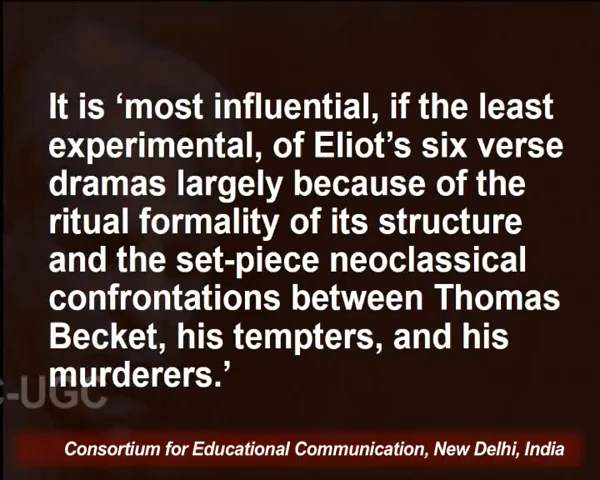 It is ‘most influential, if the least
experimental, of Eliot’s six verse
dramas largely because of the
ritual formality of its structure
and the set-piece neoclassical
confrontations between Thomas
Becket, his tempters, and his
murderers.’
C-UGC
Consortium for Educational Communication, New Delhi, India